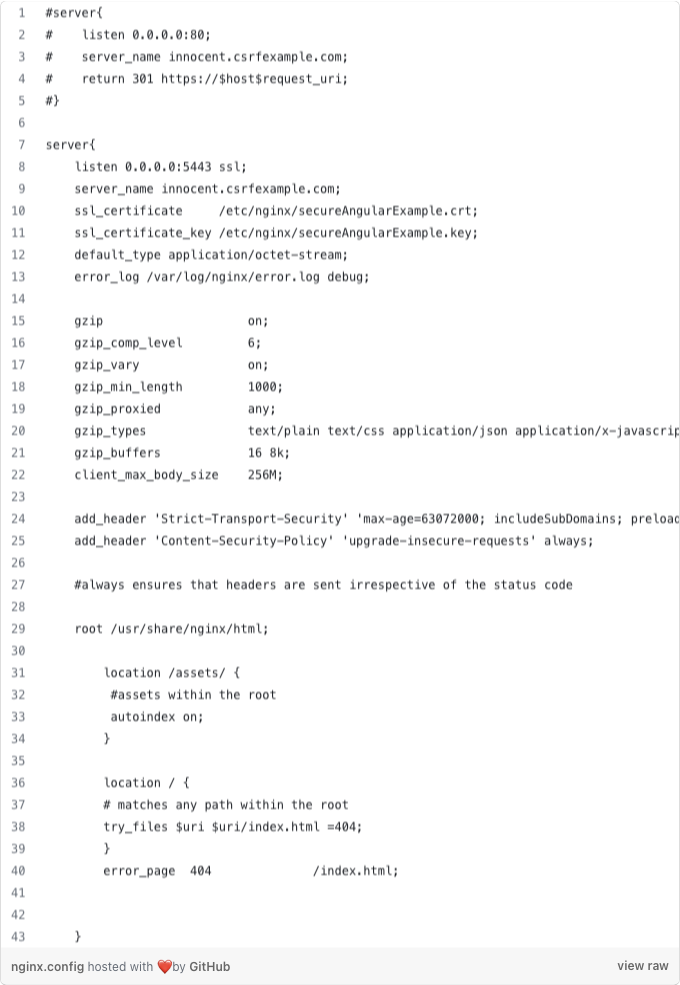 1 #server{
2 #    listen 0.0.0.0:80;
3 #    server_name innocent.csrfexample.com;
4 #    return 301 https://$host$request_uri;
5 #}
6
7 server{
8     listen 0.0.0.0:5443 ssl;
9     server_name innocent.csrfexample.com;
10     ssl_certificate     /etc/nginx/secureAngularExample.crt;
11     ssl_certificate_key /etc/nginx/secureAngularExample.key;
12     default_type application/octet-stream;
13     error_log /var/log/nginx/error.log debug;
14
15     gzip                    on;
16     gzip_comp_level         6;
17     gzip_vary               on;
18     gzip_min_length         1000;
19     gzip_proxied            any;
20     gzip_types              text/plain text/css application/json application/x-javascrip
21     gzip_buffers            16 8k;
22     client_max_body_size    256M;
23
24     add_header 'Strict-Transport-Security' 'max-age=63072000; includeSubDomains; preload
25     add_header 'Content-Security-Policy' 'upgrade-insecure-requests' always;
26
27     #always ensures that headers are sent irrespective of the status code
28
29     root /usr/share/nginx/html;
30
31         location /assets/ {
32          #assets within the root
33          autoindex on;
34         }
35
36         location / {
37         # matches any path within the root
38         try_files $uri $uri/index.html =404;
39         }
40         error_page  404              /index.html;
41
42
43     }
nginx.config hosted with ❤️by GitHub view raw